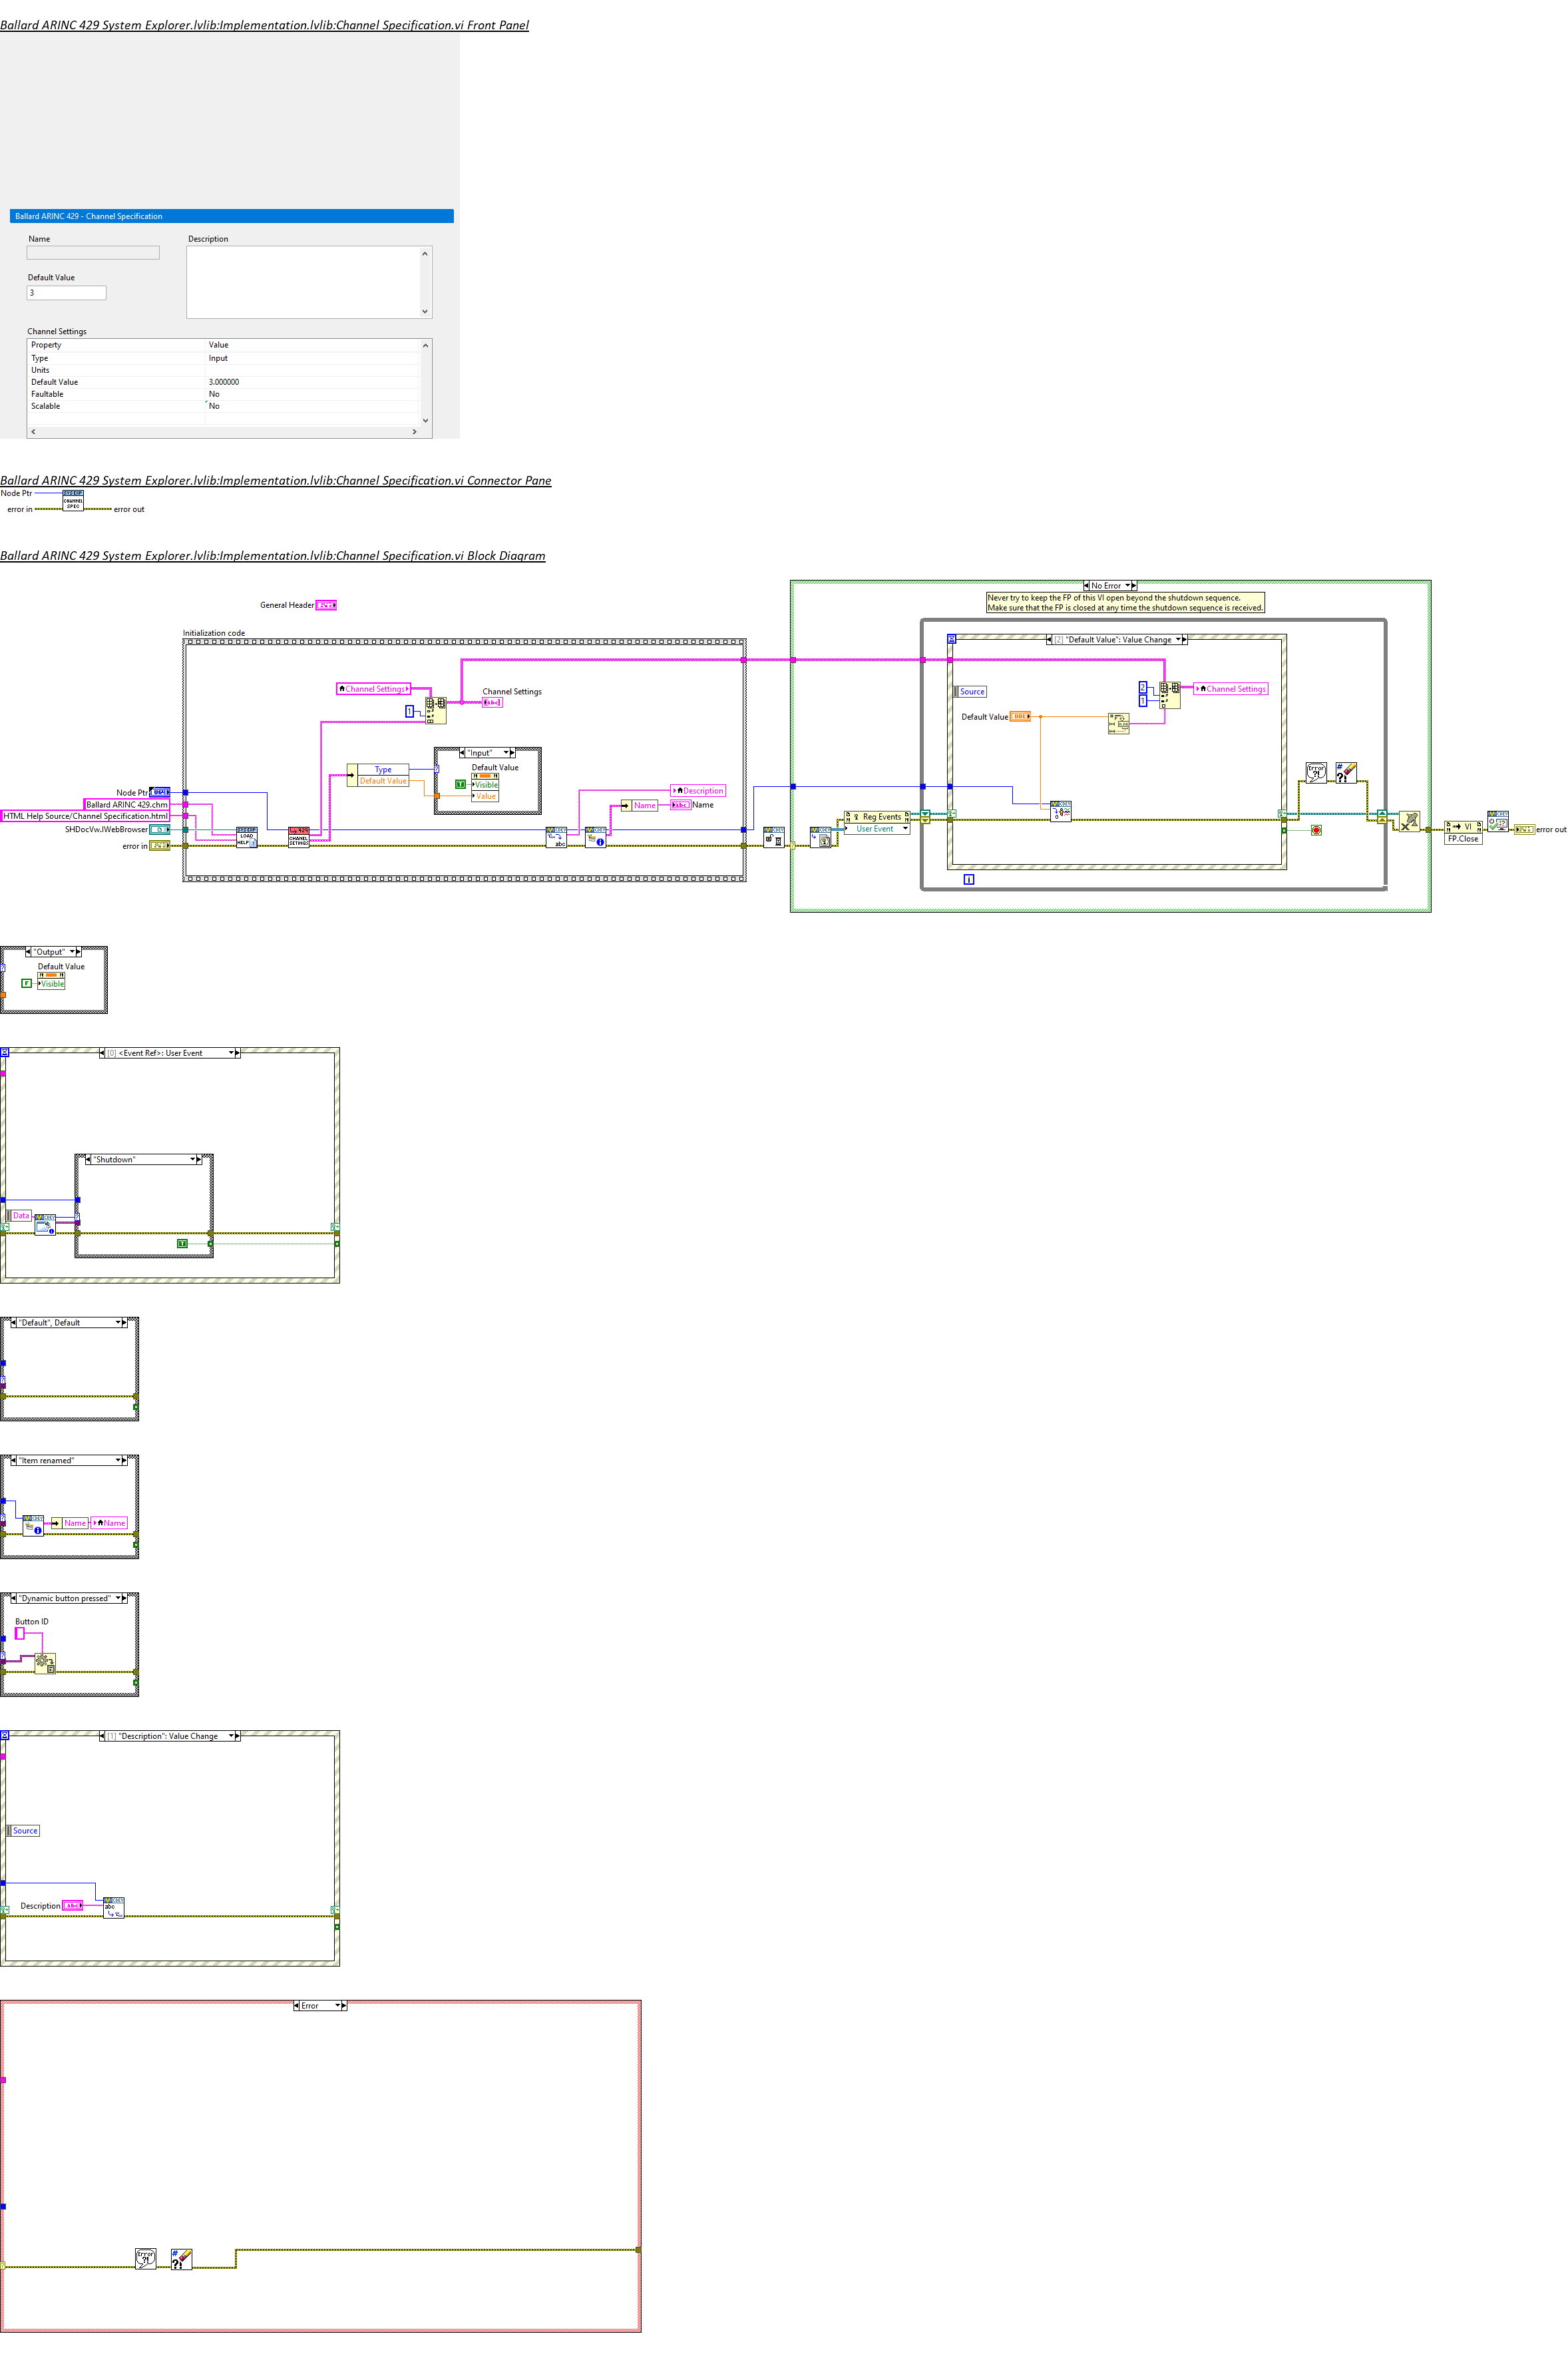 Ballard ARINC 429 System Explorer.lvlib:Implementation.lvlib:Channel Specification.vi Front Panel
Ballard ARINC 429 - Channel Specification
Name
Description
Default Value
3
Channel Settings
Property Value
Type Input
Units
Default Value 3.000000
Faultable No
Scalable No
Ballard ARINC 429 System Explorer.lvlib:Implementation.lvlib:Channel Specification.vi Connector Pane
Node Ptr
error in
SYSEXP
CHANNEL
SPEC
error out
Ballard ARINC 429 System Explorer.lvlib:Implementation.lvlib:Channel Specification.vi Block Diagram
General Header
No Error
Never try to keep the FP of this VI open beyond the shutdown sequence.
Make sure that the FP is closed at any time the shutdown sequence is received.
Initialization code
[2] "Default Value": Value Change
Channel Settings
Channel Settings
1
Source
2
1
Channel Settings
Default Value
DBL
"Input"
Type
Default Value
Default Value
Visible
Value
Node Ptr
Ballard ARINC 429.chm
HTML Help Source/Channel Specification.html
SHDocVw.IWebBrowser
error in
LOAD
HELP
429
CHANNEL
SETINGS
abc
Description
Name
Name
Reg Events
User Event
Error
?!
#
?!
i
VI
FP.Close
error out
"Output"
Default Value
F
Visible
[0] <Event Ref>: User Event
"Shutdown"
Data
T
"Default", Default
"Item renamed"
Name
Name
"Dynamic button pressed"
Button ID
[1] "Description": Value Change
Source
Description
abc
abc
Error
Error
?!
#
?!